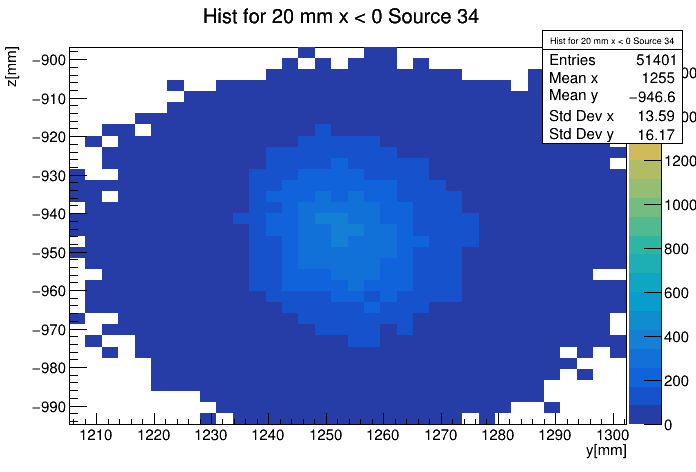 Hist for 20 mm x < 0 Source 34
Hist for 20 mm x < 0 Source 34
Entries 51401
Mean x 1255
Mean y −946.6
Std Dev x 13.59
Std Dev y 16.17
z[mm]
−900
−910
−920
−930
−940
−950
−960
−970
−980
−990
1210 1220 1230 1240 1250 1260 1270 1280 1290 1300
y[mm]
1200
1000
800
600
400
200
0